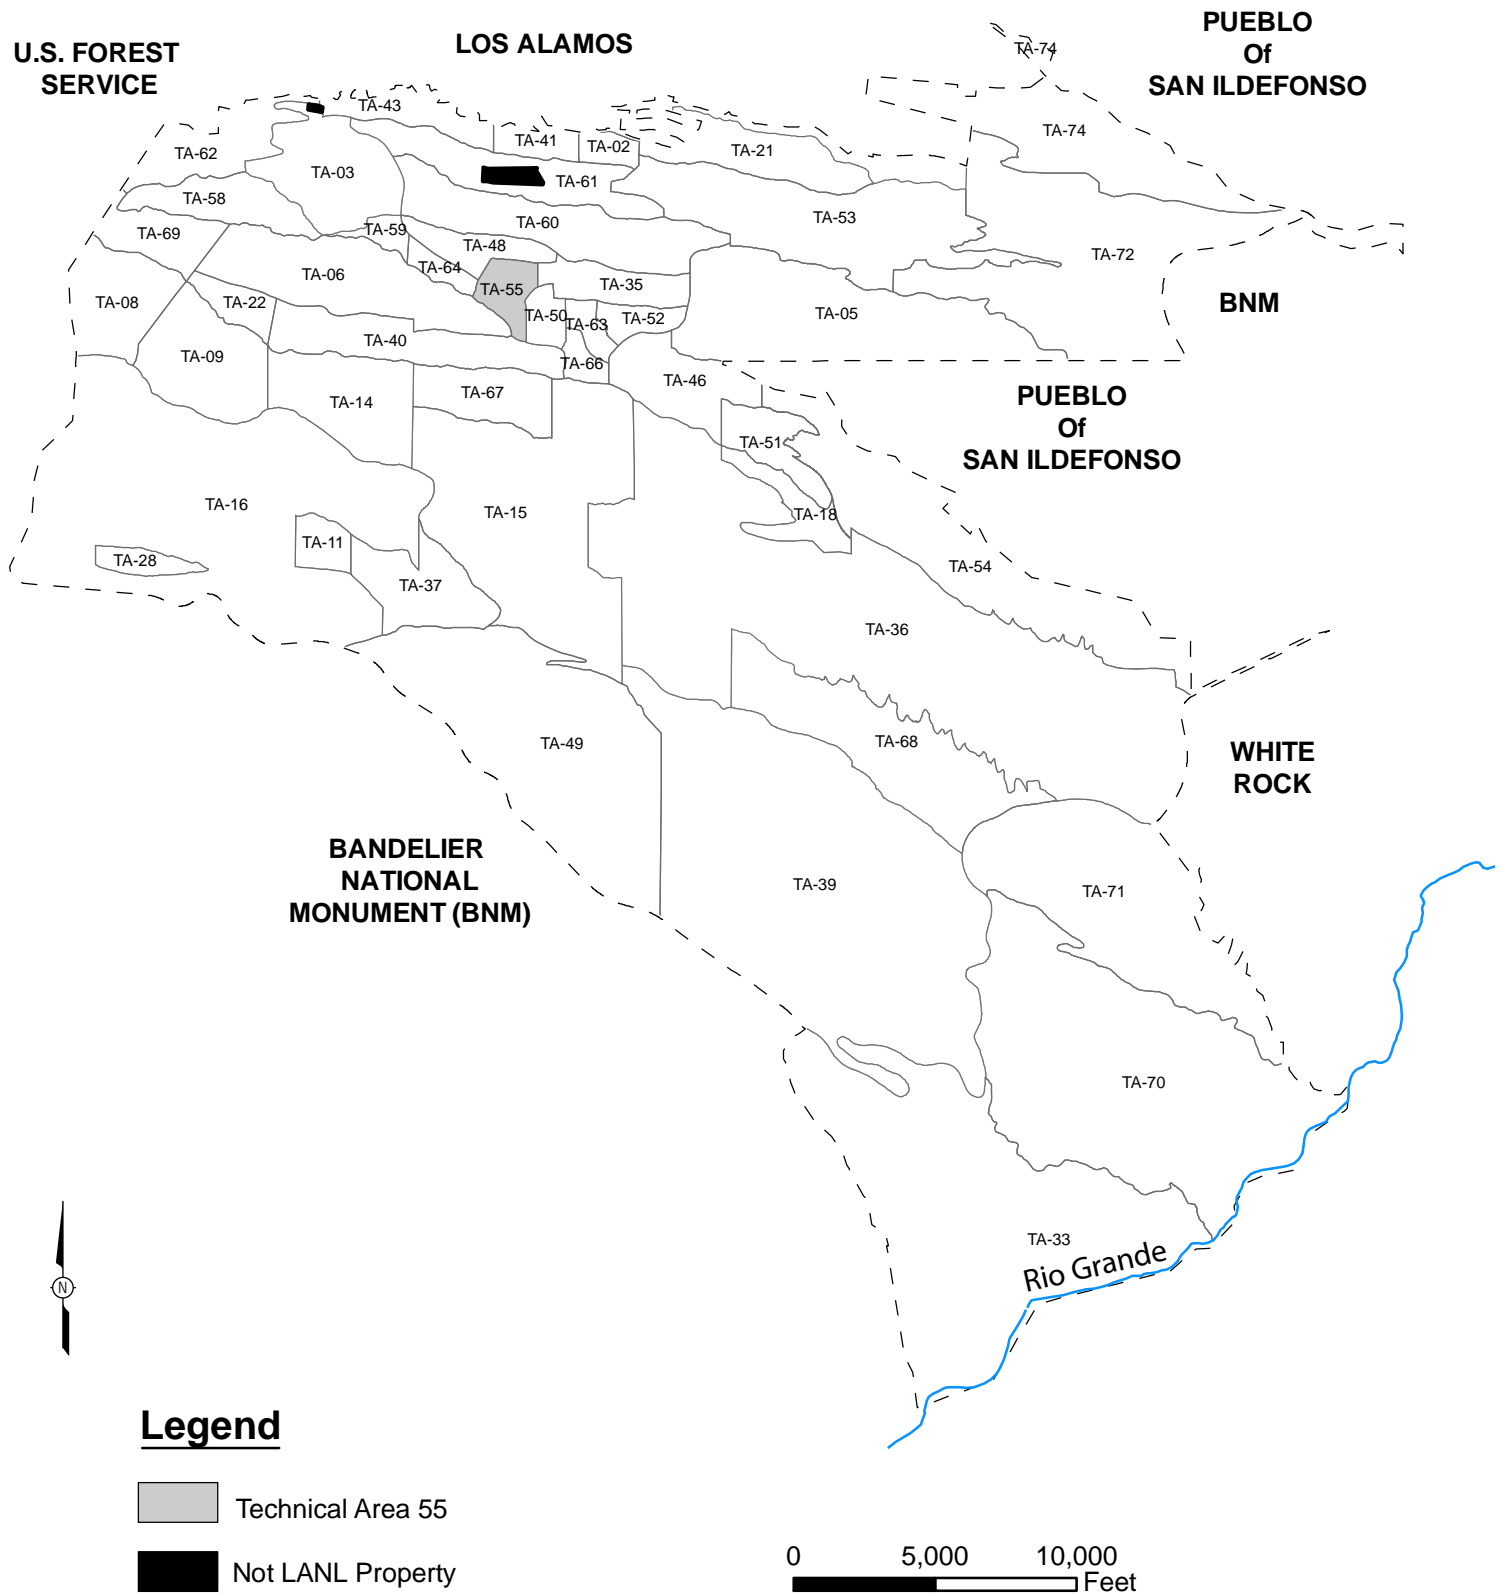 U.S. FOREST
SERVICE
LOS ALAMOS
PUEBLO
Of
SAN ILDEFONSO
TA-74
TA-43
TA-74
TA-41
TA-02
TA-21
TA-62
TA-03
TA-61
TA-58
TA-53
TA-60
TA-59
TA-69
TA-48
TA-72
TA-64
TA-06
TA-55
TA-35
TA-08
TA-22
BNM
TA-50
TA-63
TA-52
TA-05
TA-40
TA-09
TA-66
TA-46
TA-67
TA-14
PUEBLO
Of
SAN ILDEFONSO
TA-51
TA-16
TA-15
TA-18
TA-11
TA-28
TA-54
TA-37
TA-36
TA-49
TA-68
WHITE
ROCK
BANDELIER
NATIONAL
MONUMENT (BNM)
TA-39
TA-71
TA-70
TA-33
Rio Grande
N
Legend
Technical Area 55
Not LANL Property
0 5,000 10,000
Feet